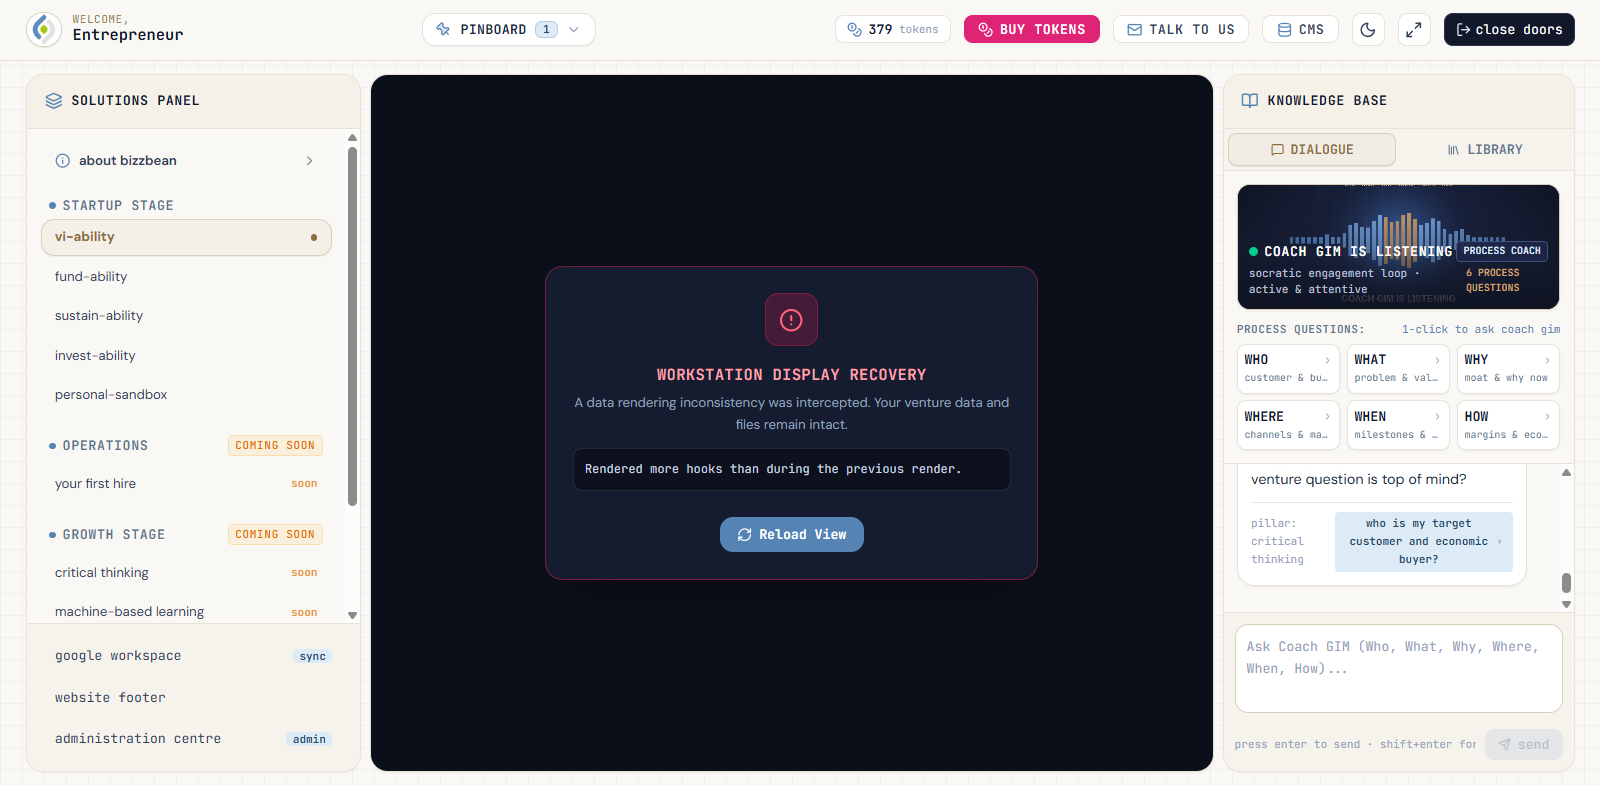 WELCOME,
Entrepreneur
PINBOARD 1
379 tokens
BUY TOKENS
TALK TO US
CMS
close doors
SOLUTIONS PANEL
about bizzbean
STARTUP STAGE
vi-ability
fund-ability
sustain-ability
invest-ability
personal-sandbox
OPERATIONS COMING SOON
your first hire soon
GROWTH STAGE COMING SOON
critical thinking soon
machine-based learning soon
google workspace sync
website footer
administration centre admin
WORKSTATION DISPLAY RECOVERY
A data rendering inconsistency was intercepted. Your venture data and
files remain intact.
Rendered more hooks than during the previous render.
Reload View
KNOWLEDGE BASE
DIALOGUE
LIBRARY
COACH GIM IS LISTENING
PROCESS COACH
socratic engagement loop ·
active & attentive
6 PROCESS
QUESTIONS
COACH GIM IS LISTENING
PROCESS QUESTIONS: 1-click to ask coach gim
WHO
customer & bu…
WHAT
problem & val…
WHY
moat & why now
WHERE
channels & ma…
WHEN
milestones & …
HOW
margins & eco…
venture question is top of mind?
pillar:
critical
thinking
who is my target
customer and economic
buyer?
Ask Coach GIM (Who, What, Why, Where,
When, How)...
press enter to send · shift+enter for
send